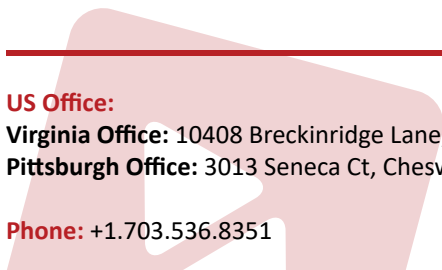 US Office:
Virginia Office: 10408 Breckinridge Lane
Pittsburgh Office: 3013 Seneca Ct,
Phone: +1.703.536.8351